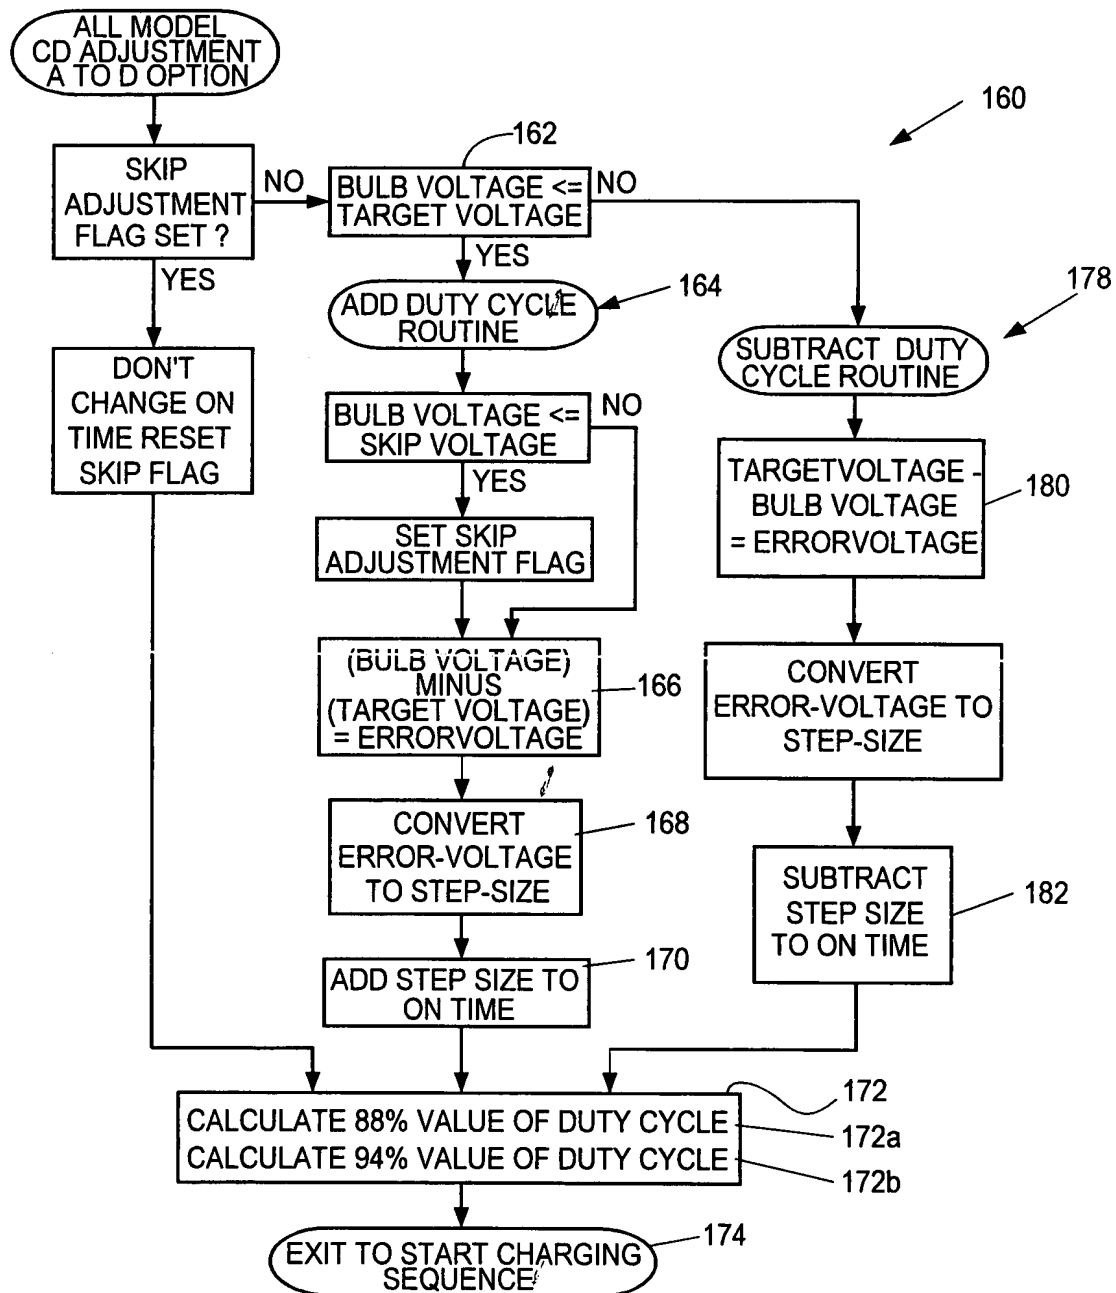 ALL MODEL
CD ADJUSTMENT
A TO D OPTION
160
SKIP
ADJUSTMENT
FLAG SET ?
NO
162
BULB VOLTAGE <=
TARGET VOLTAGE
NO
YES
YES
ADD DUTY CYCLE
ROUTINE
164
178
SUBTRACT DUTY
CYCLE ROUTINE
DON'T
CHANGE ON
TIME RESET
SKIP FLAG
BULB VOLTAGE <=
SKIP VOLTAGE
NO
YES
TARGETVOLTAGE -
BULB VOLTAGE
= ERRORVOLTAGE
180
SET SKIP
ADJUSTMENT FLAG
(BULB VOLTAGE)
MINUS
(TARGET VOLTAGE)
= ERRORVOLTAGE
166
CONVERT
ERROR-VOLTAGE TO
STEP-SIZE
CONVERT
ERROR-VOLTAGE
TO STEP-SIZE
168
SUBTRACT
STEP SIZE
TO ON TIME
182
ADD STEP SIZE TO
ON TIME
170
172
CALCULATE 88% VALUE OF DUTY CYCLE
172a
CALCULATE 94% VALUE OF DUTY CYCLE
172b
EXIT TO START CHARGING
SEQUENCE
174